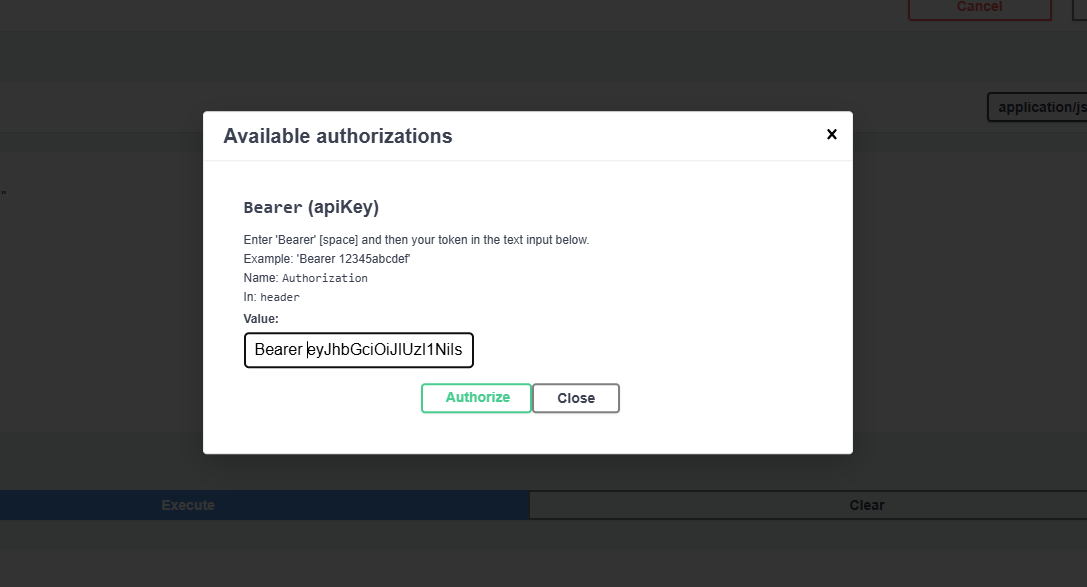 Cancel
application/js
Available authorizations
Bearer (apiKey)
Enter 'Bearer' [space] and then your token in the text input below.
Example: 'Bearer 12345abcdef'
Name: Authorization
In: header
Value:
Bearer eyJhbGciOiJIUzI1NiIs
Authorize
Close
Execute
Clear